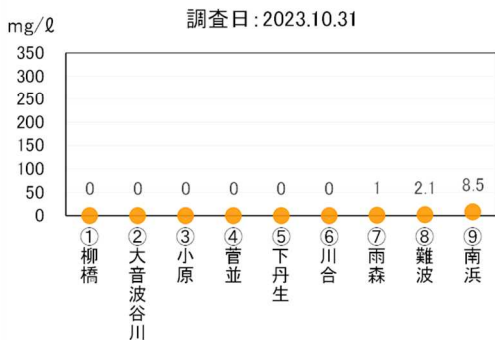 調査日:2023.10.31
mg/ℓ
350
300
250
200
150
100
50
0
0
0
0
0
0
0
1
2.1
8.5
①柳橋
②大音波谷川
③小原
④菅並
⑤下丹生
⑥川合
⑦雨森
⑧難波
⑨南浜